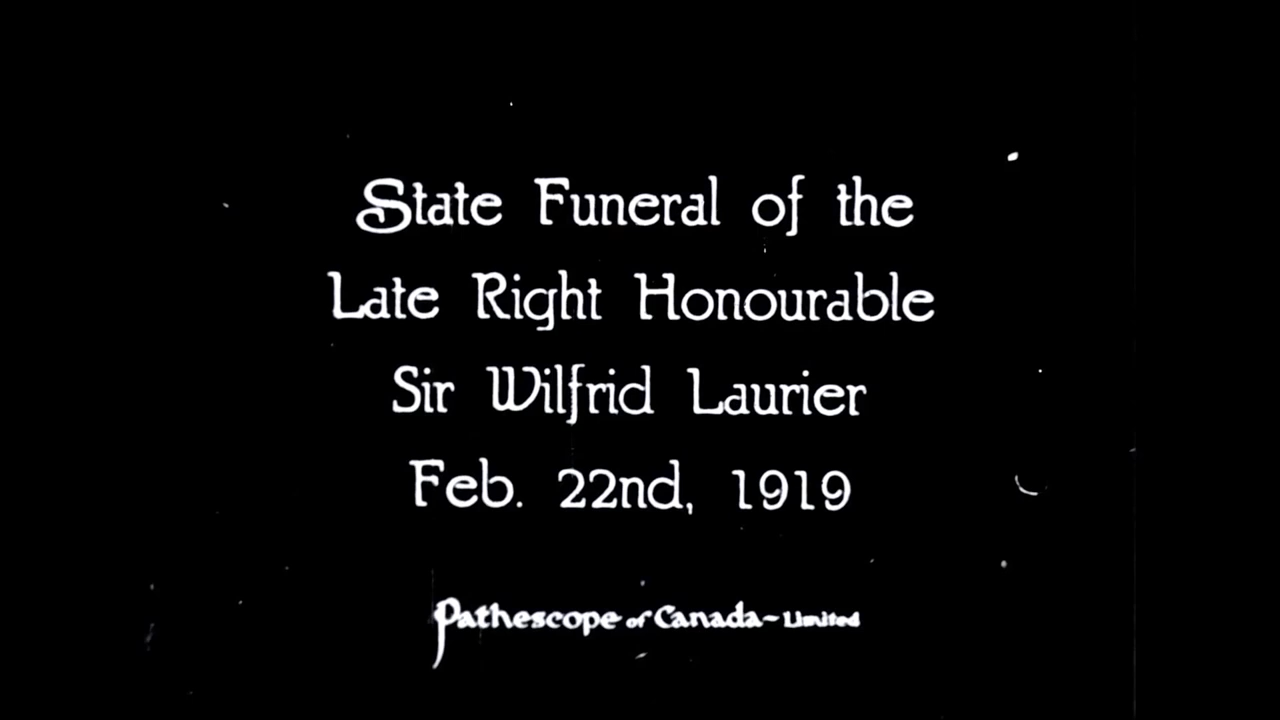 State Funeral of the
Late Right Honourable
Sir Wilfrid Laurier
Feb. 22nd, 1919
Pathescope of Canada - Limited